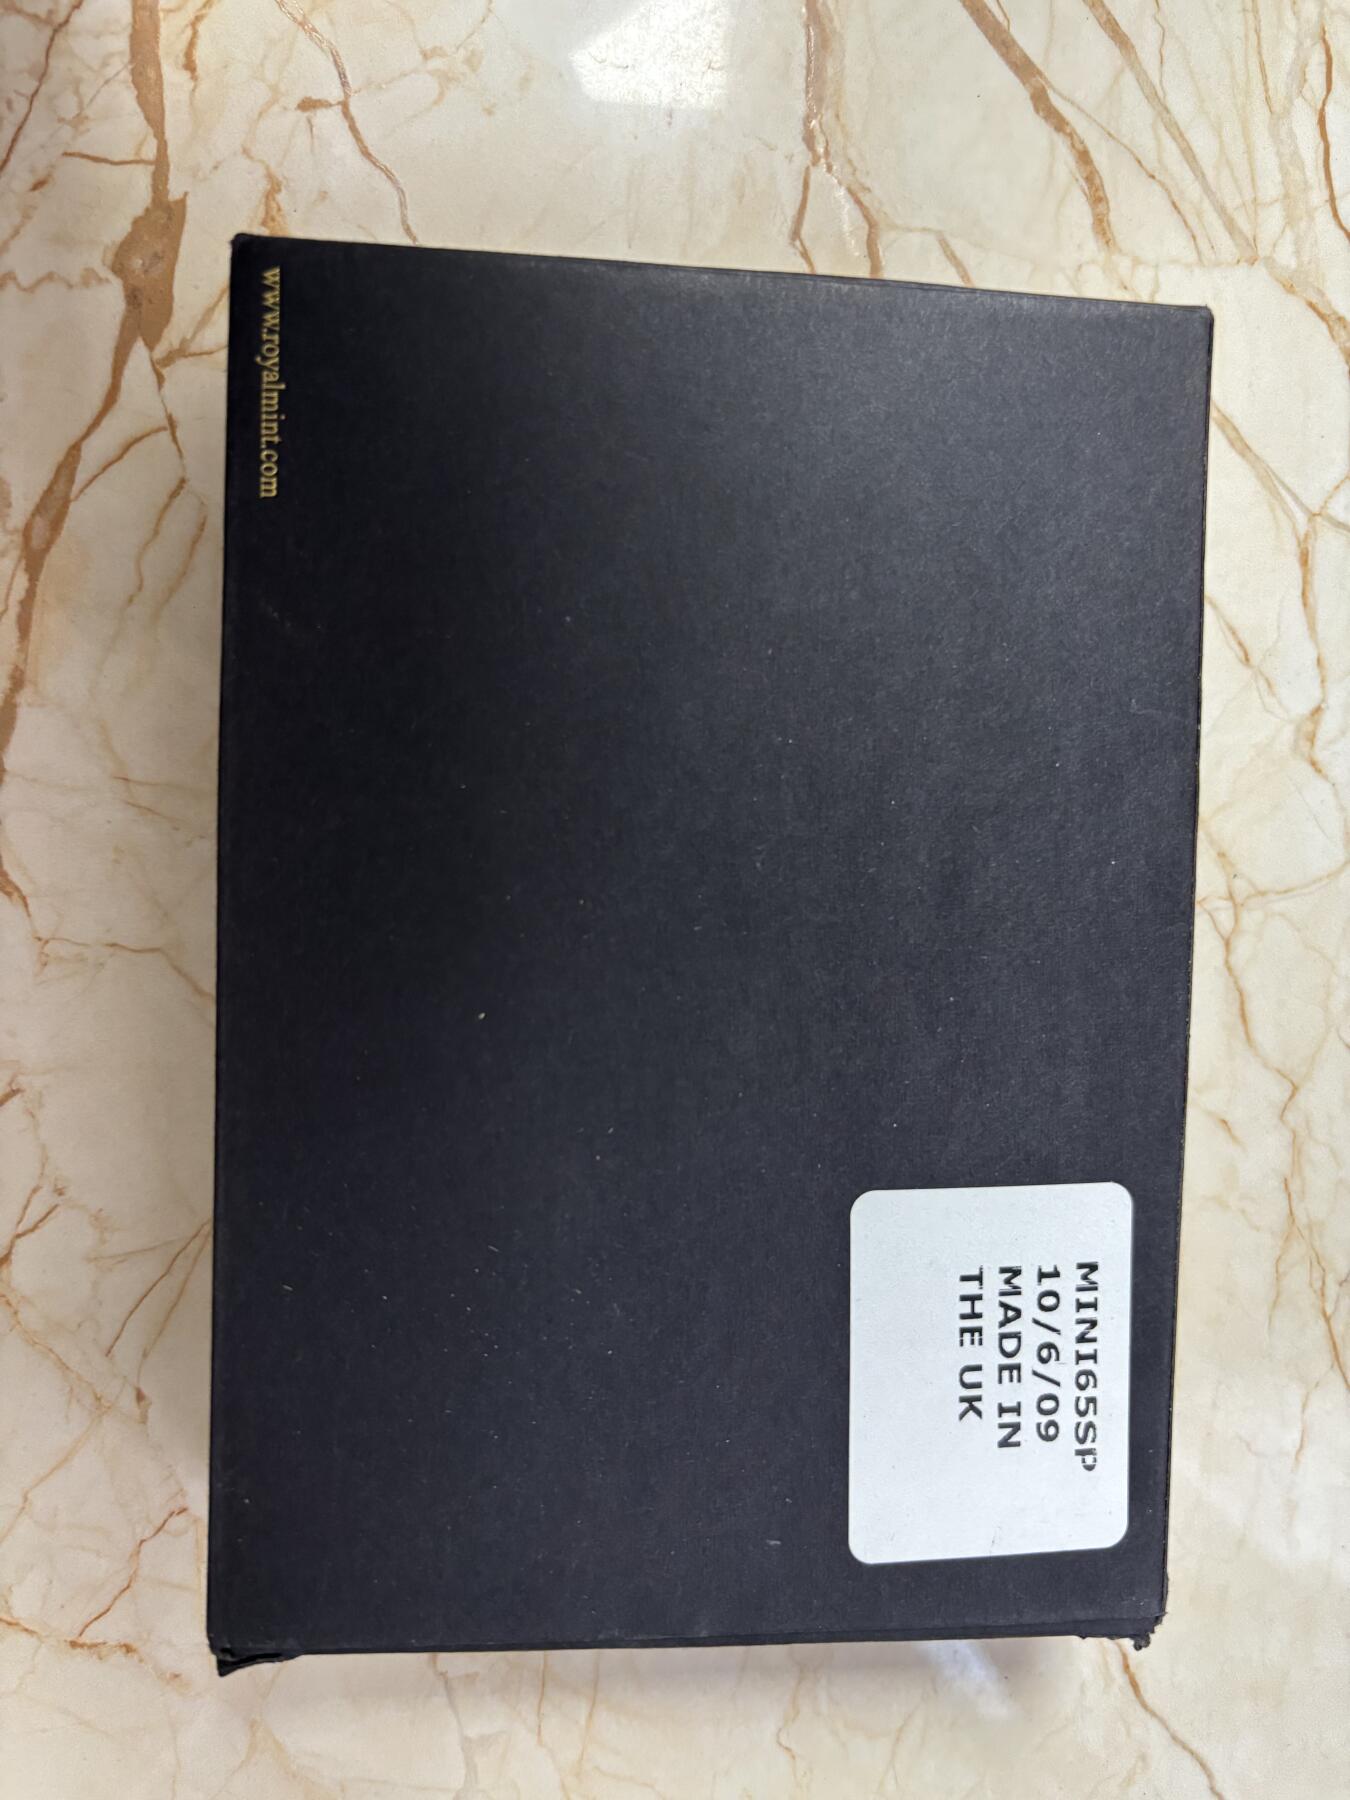 www.royalmint.com
MINI65SP
10/6/09
MADE IN
THE UK